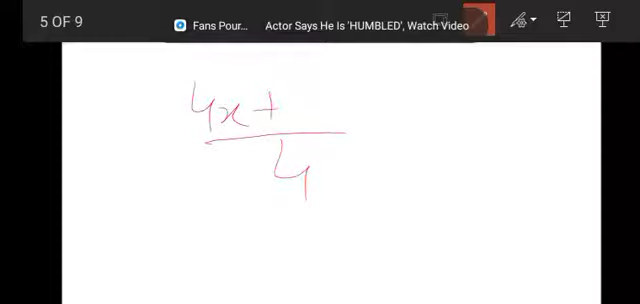 5 OF 9
Fans Pour... Actor Says He Is 'HUMBLED', Watch Video
4x +
4